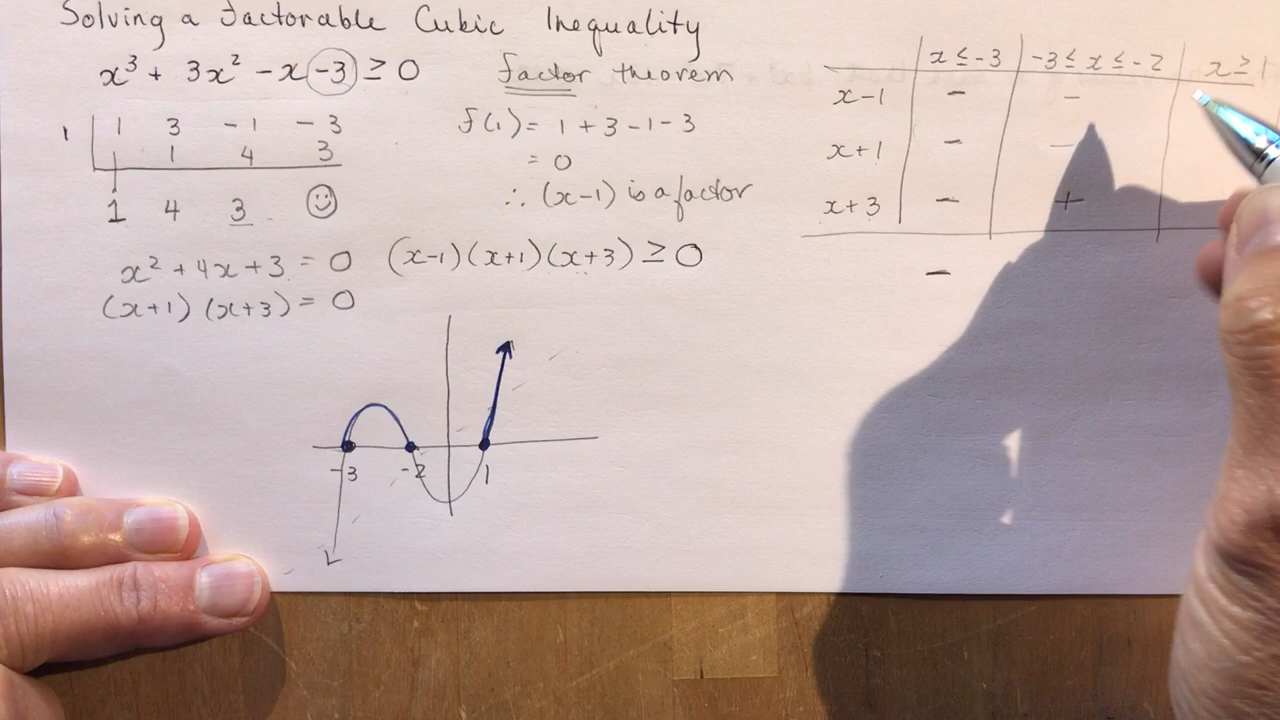 Solving a Factorable Cubic Inequality
x³ + 3x² - x - 3 ≥ 0
factor theorem
1 | 1 3 -1 -3
1 4 3
1 4 3 ☺
x² + 4x + 3 = 0
(x+1) (x+3) = 0
f(1) = 1 + 3 - 1 - 3
= 0
∴ (x-1) is a factor
(x-1)(x+1)(x+3) ≥ 0
-3 -2 1
x ≤ -3 | -3 ≤ x ≤ -2 | x ≥ 1
x-1 - -
x+1 - -
x+3 - +
-